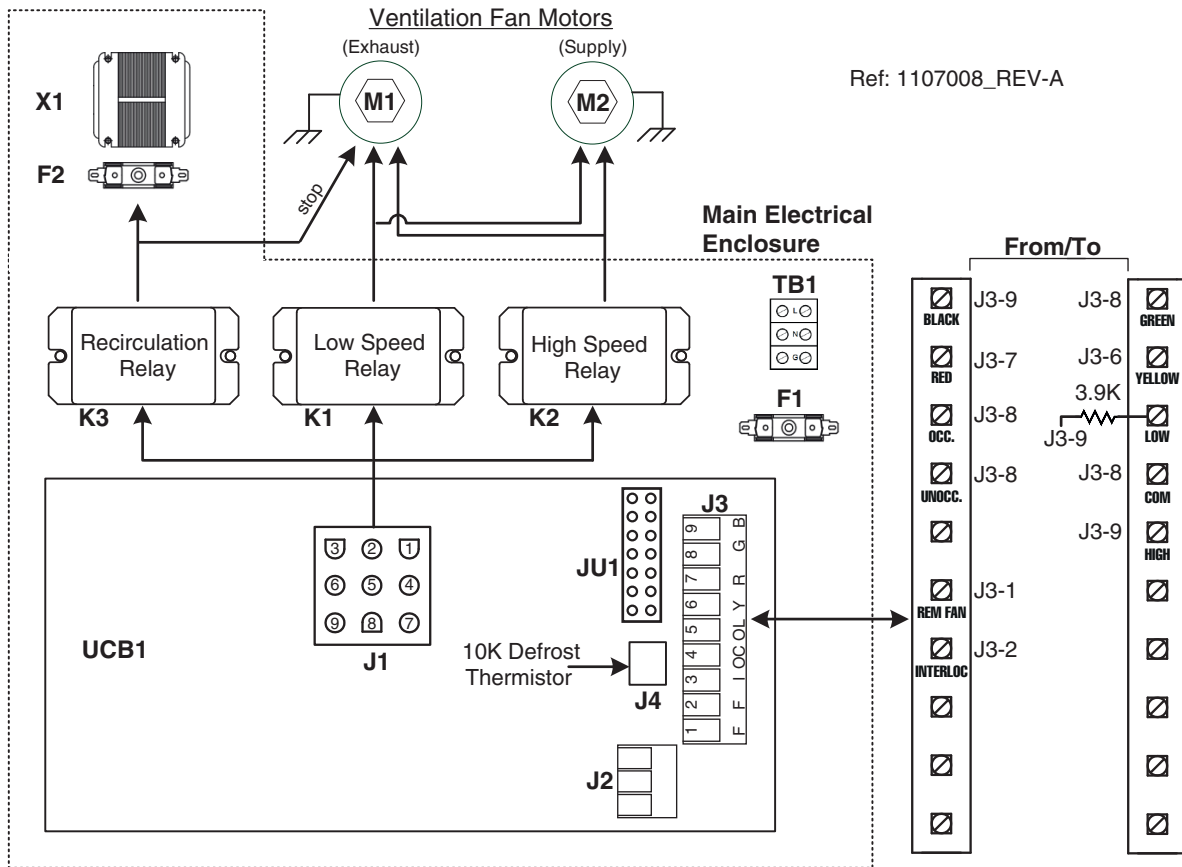 Ventilation Fan Motors
(Exhaust)
(Supply)
Ref: 1107008_REV-A
X1
M1
M2
F2
stop
Main Electrical
Enclosure
From/To
TB1
L
N
G
F1
Recirculation
Relay
K3
Low Speed
Relay
K1
High Speed
Relay
K2
BLACK J3-9
RED J3-7
OCC. J3-8
UNOCC. J3-8
REM FAN J3-1
INTERLOC J3-2
J3-8 GREEN
J3-6 YELLOW
3.9K
J3-9 LOW
J3-8 COM
J3-9 HIGH
UCB1
3 2 1
6 5 4
9 8 7
J1
JU1
J3
9 B
8 G
7 R
6 Y
5 OL
4 OC
3 I
2 F
1 F
10K Defrost
Thermistor
J4
J2